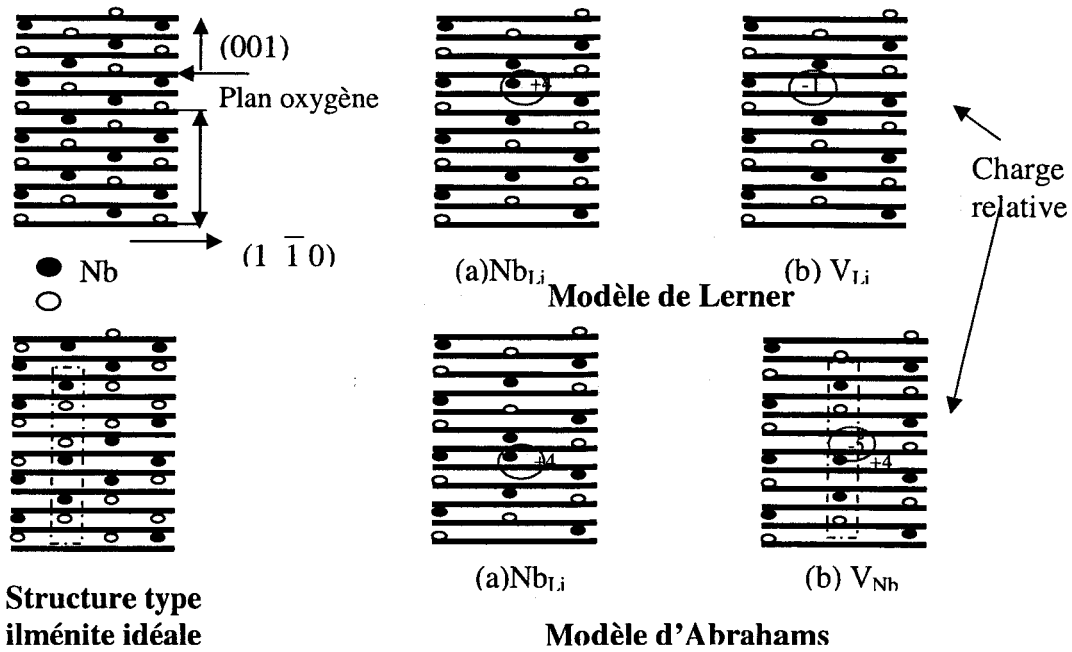 (001)
Plan oxygène
(1 1̅ 0)
Nb
+4
(a)Nb_Li
-1
(b) V_Li
Modèle de Lerner
Charge
relative
+4
(a)Nb_Li
-5
+4
(b) V_Nb
Structure type
ilménite idéale
Modèle d'Abrahams